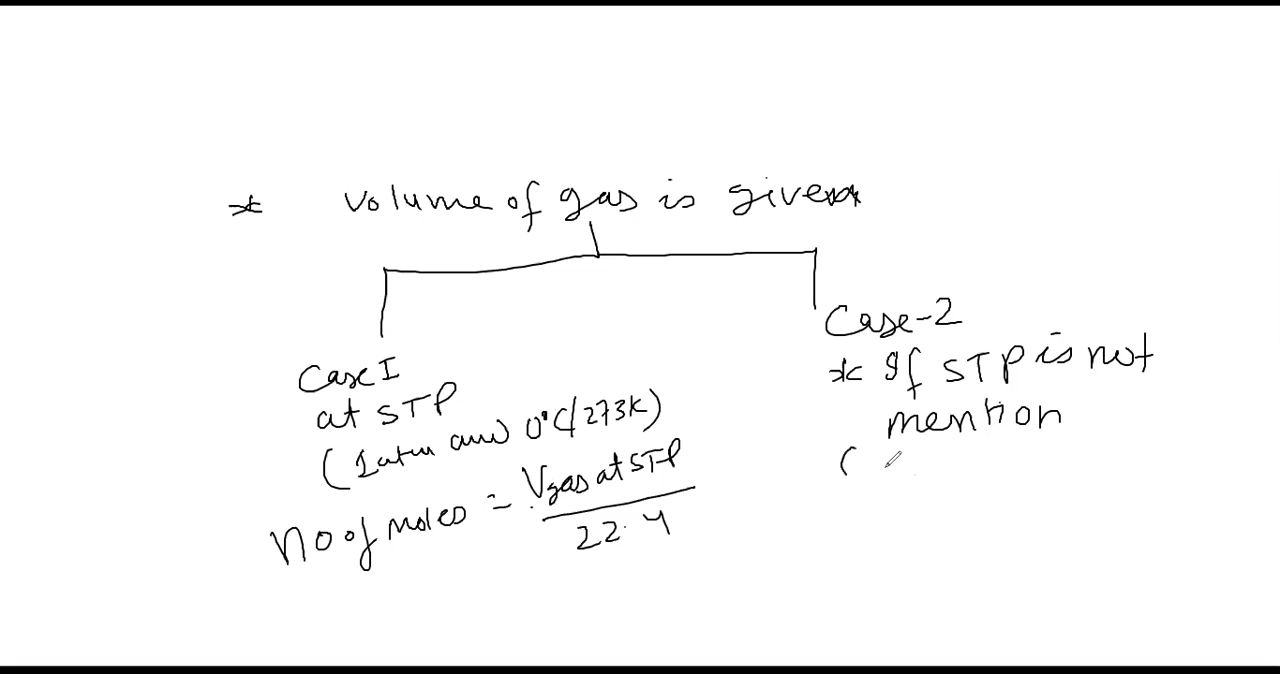 * Volume of gas is given
Case I
at STP
(1atm and 0°C/273K)
No of moles = Vgas at STP
22.4
Case-2
* If STP is not
mention
(